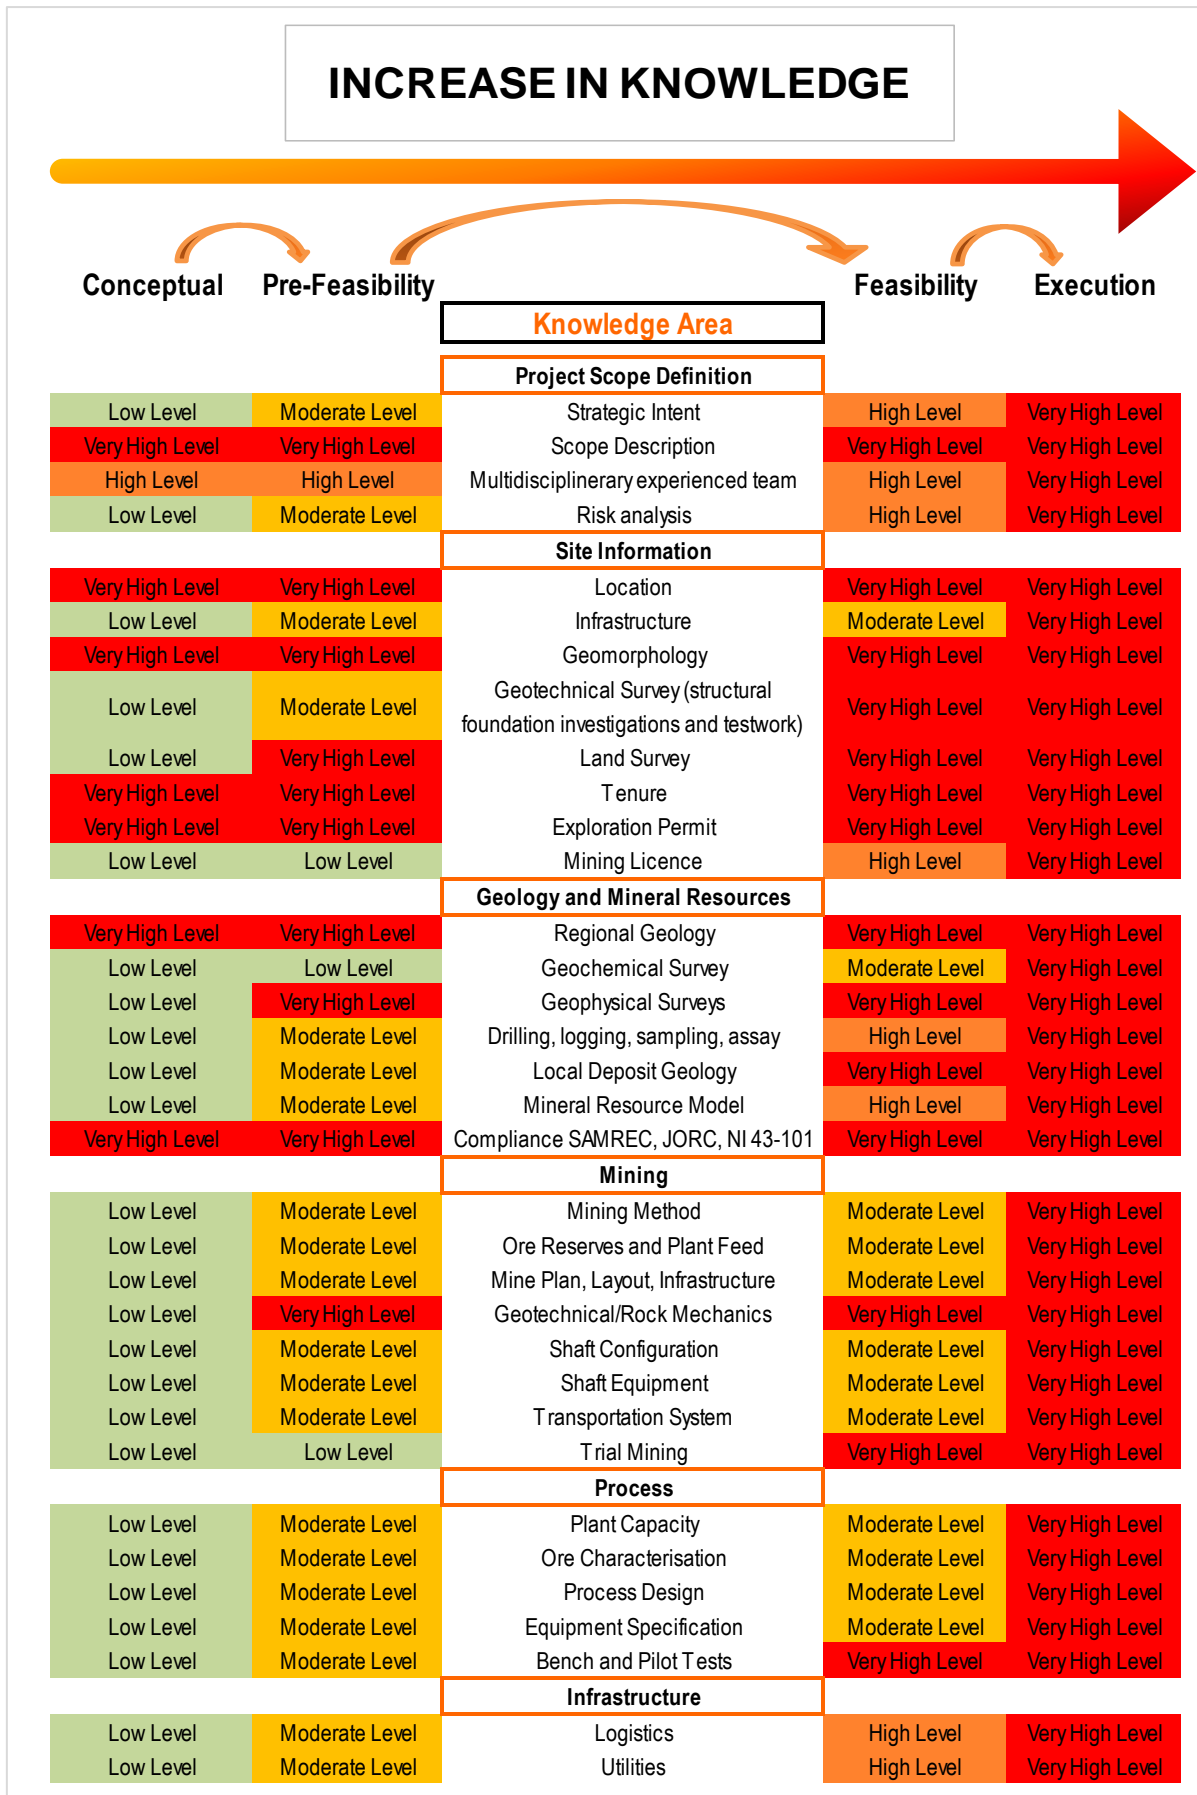 INCREASE IN KNOWLEDGE
Conceptual Pre-Feasibility Feasibility Execution
Knowledge Area
Project Scope Definition
Low Level Moderate Level Strategic Intent High Level Very High Level
Very High Level Very High Level Scope Description Very High Level Very High Level
High Level High Level Multidisciplinerary experienced team High Level Very High Level
Low Level Moderate Level Risk analysis High Level Very High Level
Site Information
Very High Level Very High Level Location Very High Level Very High Level
Low Level Moderate Level Infrastructure Moderate Level Very High Level
Very High Level Very High Level Geomorphology Very High Level Very High Level
Geotechnical Survey (structural
Low Level Moderate Level Very High Level Very High Level
foundation investigations and testwork)
Low Level Very High Level Land Survey Very High Level Very High Level
Very High Level Very High Level Tenure Very High Level Very High Level
Very High Level Very High Level Exploration Permit Very High Level Very High Level
Low Level Low Level Mining Licence High Level Very High Level
Geology and Mineral Resources
Very High Level Very High Level Regional Geology Very High Level Very High Level
Low Level Low Level Geochemical Survey Moderate Level Very High Level
Low Level Very High Level Geophysical Surveys Very High Level Very High Level
Low Level Moderate Level Drilling, logging, sampling, assay High Level Very High Level
Low Level Moderate Level Local Deposit Geology Very High Level Very High Level
Low Level Moderate Level Mineral Resource Model High Level Very High Level
Very High Level Very High Level Compliance SAMREC, JORC, NI 43-101 Very High Level Very High Level
Mining
Low Level Moderate Level Mining Method Moderate Level Very High Level
Low Level Moderate Level Ore Reserves and Plant Feed Moderate Level Very High Level
Low Level Moderate Level Mine Plan, Layout, Infrastructure Moderate Level Very High Level
Low Level Very High Level Geotechnical/Rock Mechanics Very High Level Very High Level
Low Level Moderate Level Shaft Configuration Moderate Level Very High Level
Low Level Moderate Level Shaft Equipment Moderate Level Very High Level
Low Level Moderate Level Transportation System Moderate Level Very High Level
Low Level Low Level Trial Mining Very High Level Very High Level
Process
Low Level Moderate Level Plant Capacity Moderate Level Very High Level
Low Level Moderate Level Ore Characterisation Moderate Level Very High Level
Low Level Moderate Level Process Design Moderate Level Very High Level
Low Level Moderate Level Equipment Specification Moderate Level Very High Level
Low Level Moderate Level Bench and Pilot Tests Very High Level Very High Level
Infrastructure
Low Level Moderate Level Logistics High Level Very High Level
Low Level Moderate Level Utilities High Level Very High Level